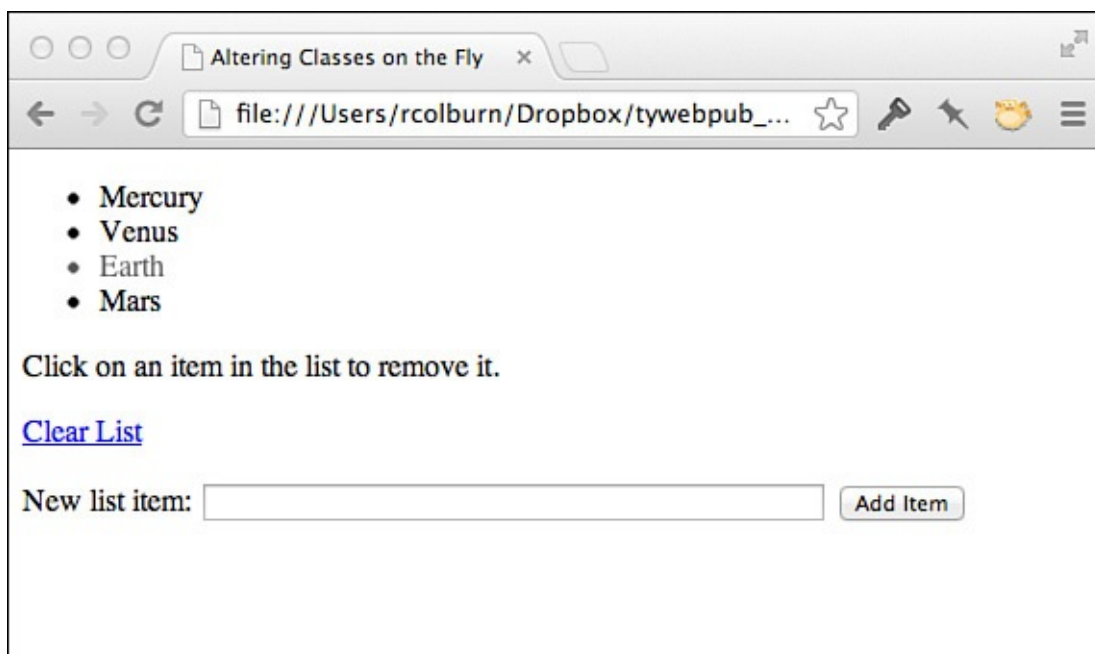 Altering Classes on the Fly
file:///Users/rcolburn/Dropbox/tywebpub_...
Mercury
Venus
Earth
Mars
Click on an item in the list to remove it.
Clear List
New list item:
Add Item